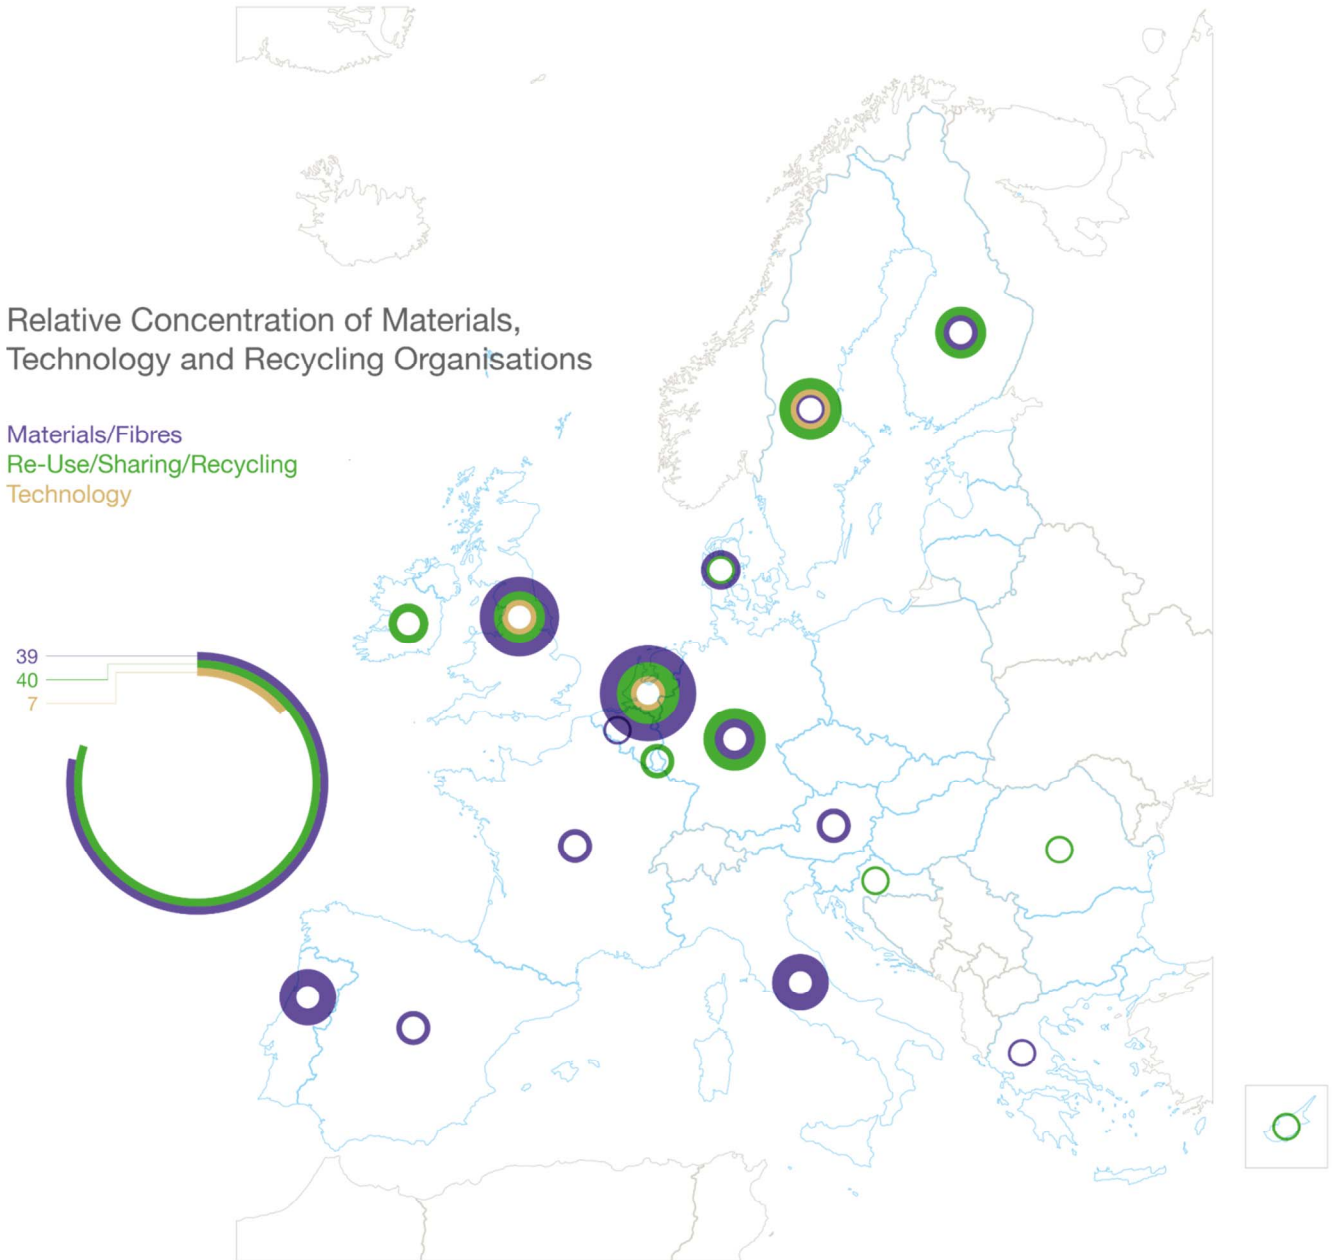 Relative Concentration of Materials,
Technology and Recycling Organisations
Materials/Fibres
Re-Use/Sharing/Recycling
Technology
39
40
7